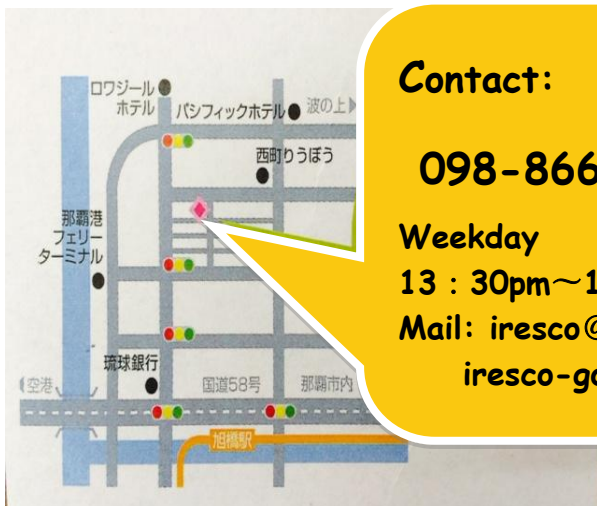 ロワジール
ホテル
パシフィックホテル
波の上
西町りうぼう
那覇港
フェリー
ターミナル
琉球銀行
空港
国道58号
那覇市内
旭橋駅
Contact:
098-866
Weekday
13：30pm～1
Mail: iresco@
iresco-go